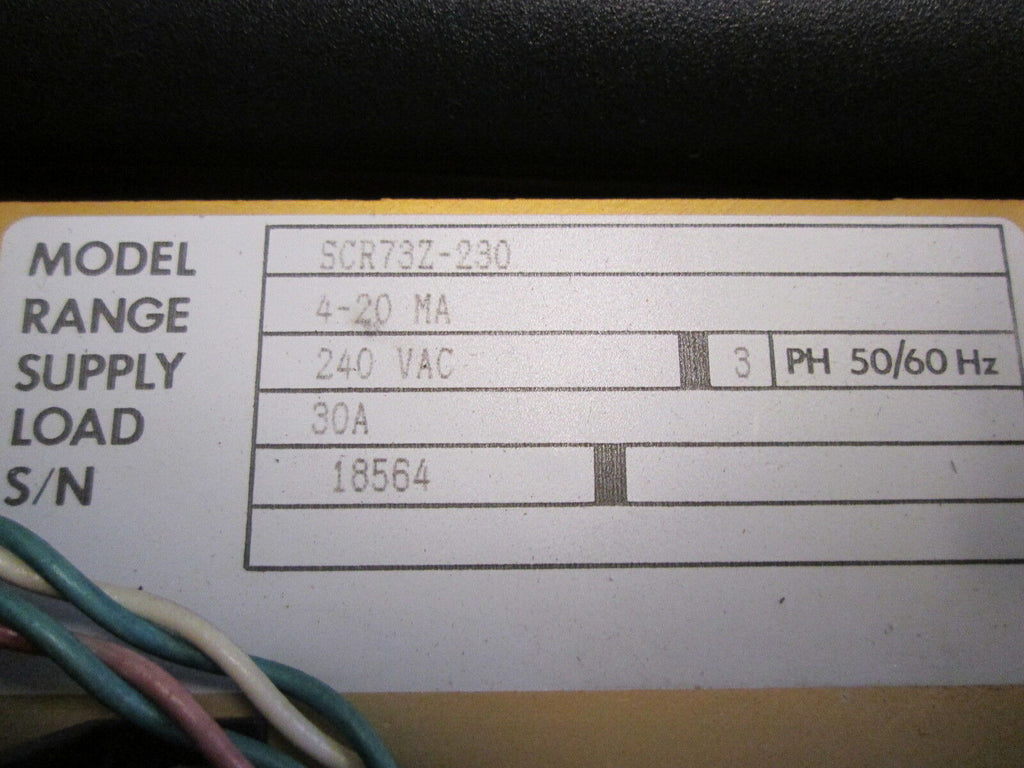 MODEL SCR73Z-230
RANGE 4-20 MA
SUPPLY 240 VAC 3 PH 50/60 Hz
LOAD 30A
S/N 18564